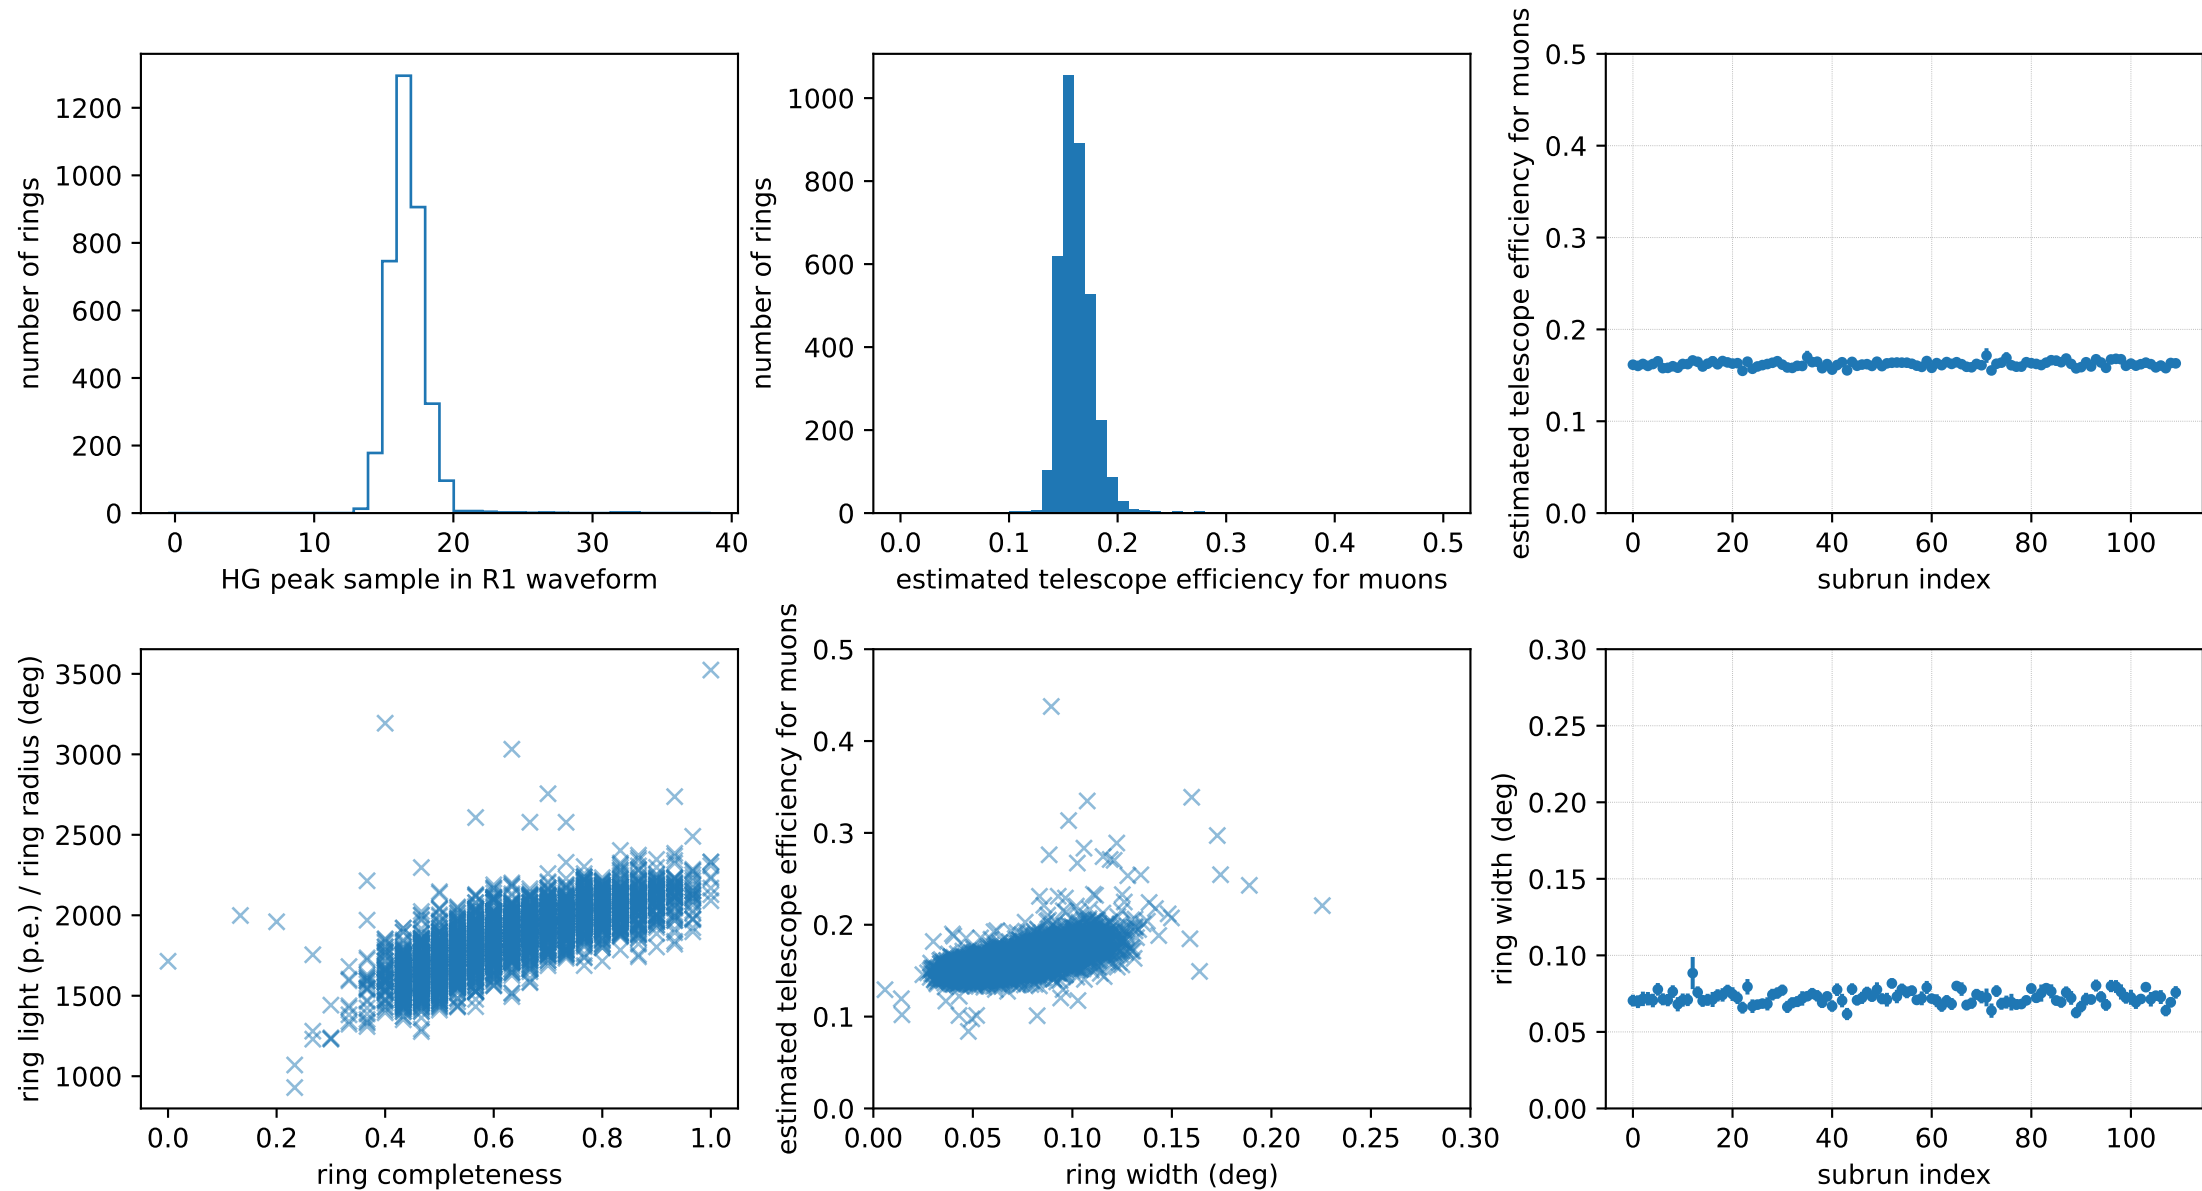 number of rings
1200
1000
800
600
400
200
0
0 10 20 30 40
HG peak sample in R1 waveform
number of rings
1000
800
600
400
200
0
0.0 0.1 0.2 0.3 0.4 0.5
estimated telescope efficiency for muons
estimated telescope efficiency for muons
0.5
0.4
0.3
0.2
0.1
0.0
0 20 40 60 80 100
subrun index
ring light (p.e.) / ring radius (deg)
3500
3000
2500
2000
1500
1000
0.0 0.2 0.4 0.6 0.8 1.0
ring completeness
estimated telescope efficiency for muons
0.5
0.4
0.3
0.2
0.1
0.0
0.00 0.05 0.10 0.15 0.20 0.25 0.30
ring width (deg)
ring width (deg)
0.30
0.25
0.20
0.15
0.10
0.05
0.00
0 20 40 60 80 100
subrun index